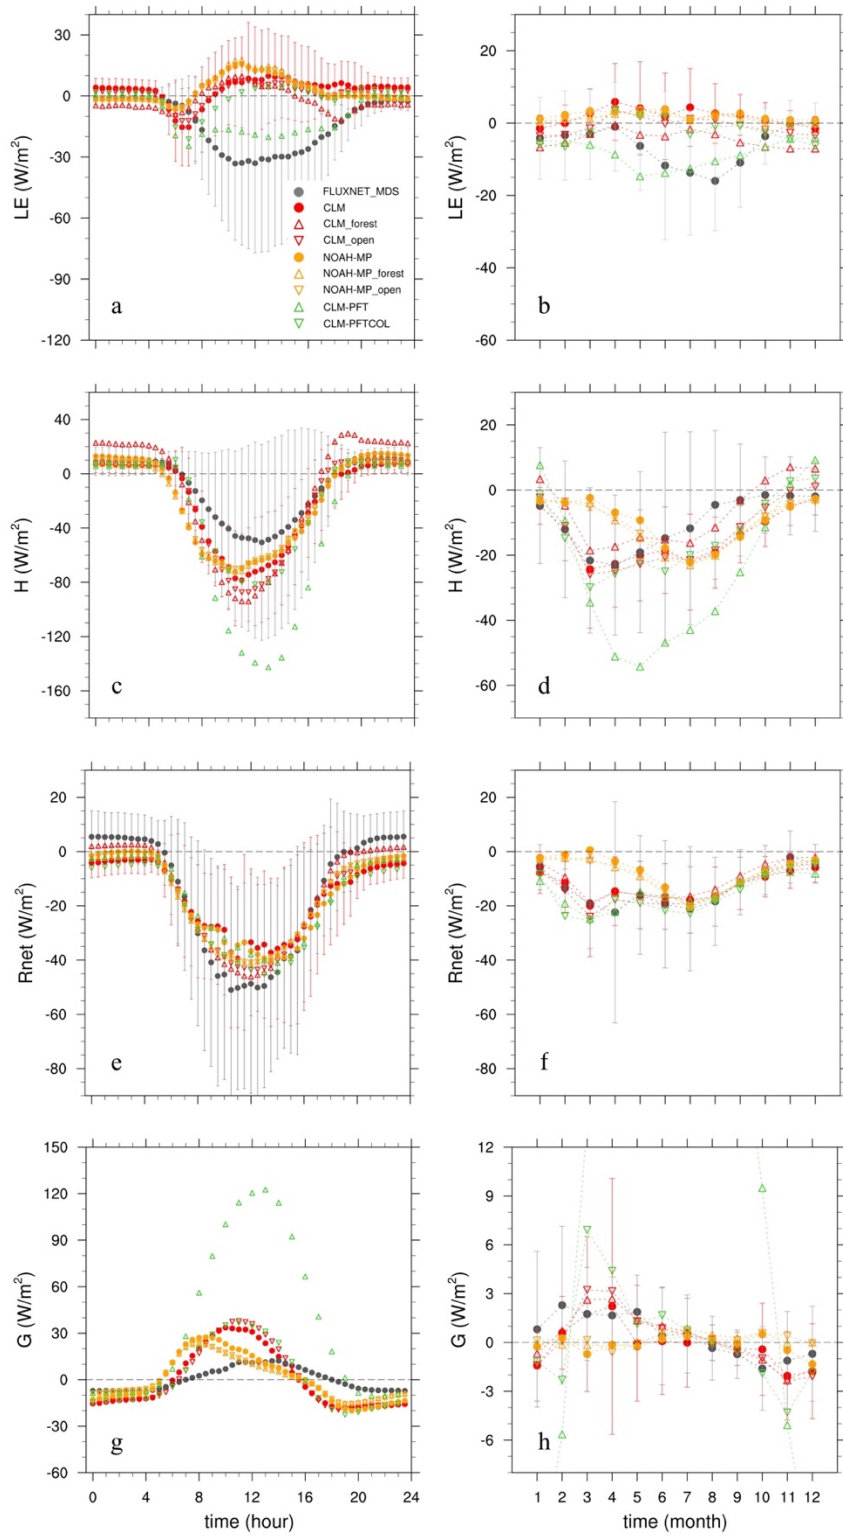 30
0
-30
-60
-90
-120
LE (W/m²)
FLUXNET_MDS
CLM
CLM_forest
CLM_open
NOAH-MP
NOAH-MP_forest
NOAH-MP_open
CLM-PFT
CLM-PFTCOL
a
20
0
-20
-40
-60
LE (W/m²)
b
40
0
-40
-80
-120
-160
H (W/m²)
c
20
0
-20
-40
-60
H (W/m²)
d
20
0
-20
-40
-60
-80
Rnet (W/m²)
e
20
0
-20
-40
-60
-80
Rnet (W/m²)
f
150
120
90
60
30
0
-30
-60
G (W/m²)
g
0 4 8 12 16 20 24
time (hour)
12
9
6
3
0
-3
-6
G (W/m²)
h
1 2 3 4 5 6 7 8 9 10 11 12
time (month)